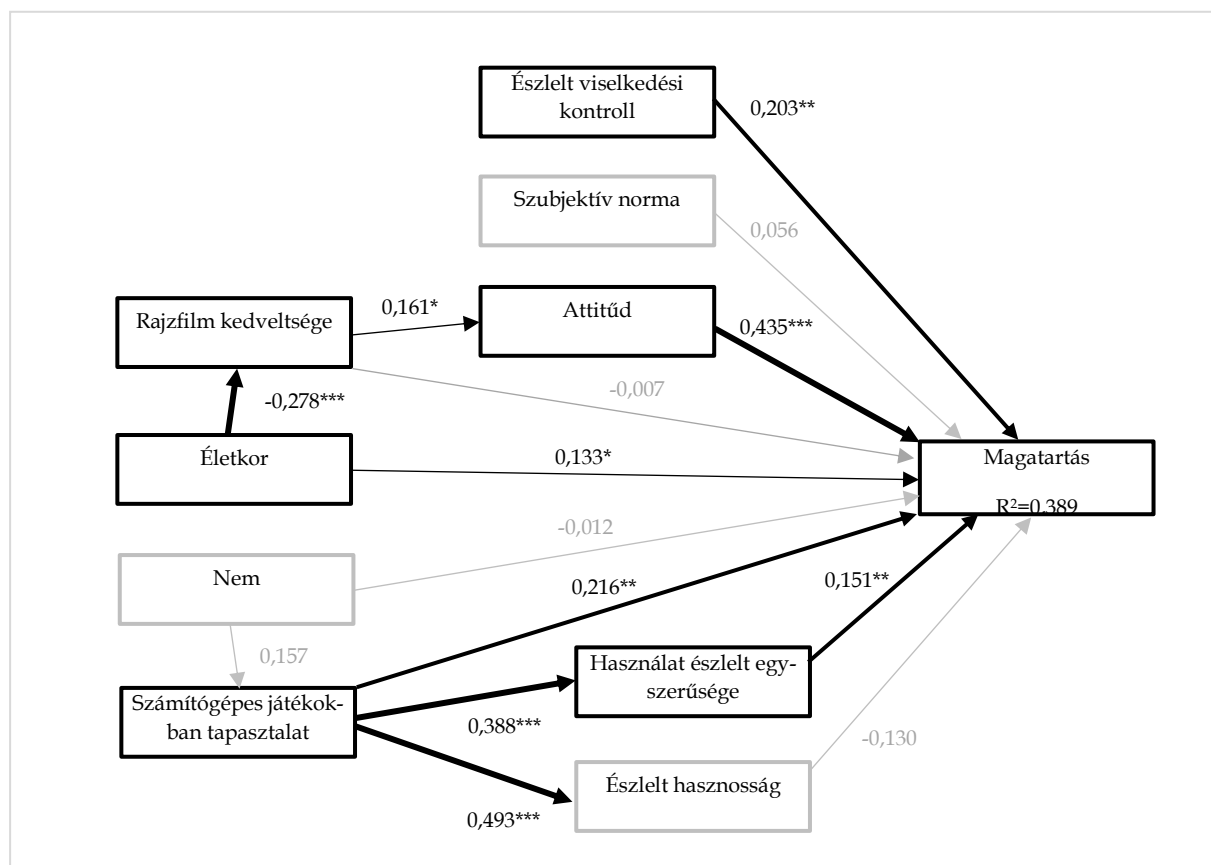 Észlelt viselkedési
kontroll
0,203**
Szubjektív norma
0,056
Rajzfilm kedveltsége
0,161*
Attitűd
0,435***
-0,007
-0,278***
Életkor
0,133*
Magatartás
R²=0,389
-0,012
Nem
0,157
0,216**
0,151**
Számítógépes játékok-
ban tapasztalat
Használat észlelt egy-
szerűsége
0,388***
-0,130
Észlelt hasznosság
0,493***